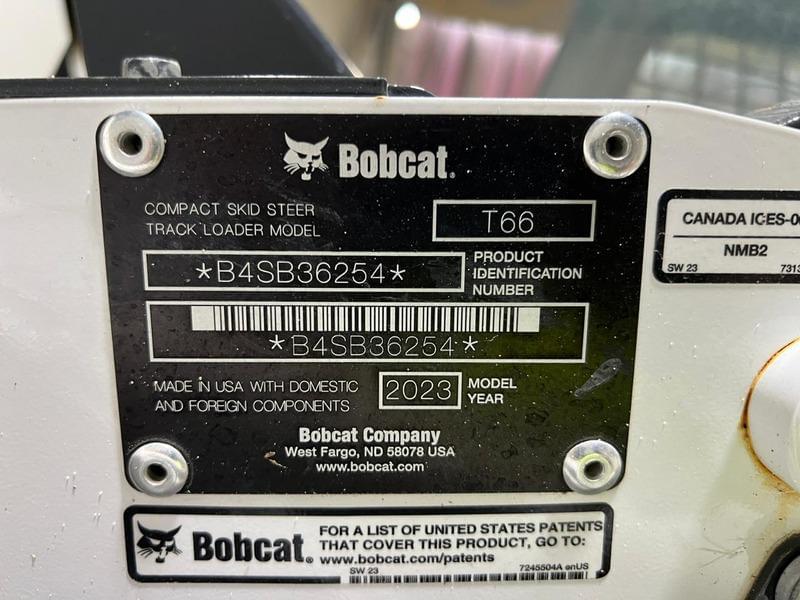 Bobcat.
COMPACT SKID STEER
TRACK LOADER MODEL
T66
*B4SB36254*
PRODUCT
IDENTIFICATION
NUMBER
*B4SB36254*
MADE IN USA WITH DOMESTIC
AND FOREIGN COMPONENTS
2023
MODEL
YEAR
Bobcat Company
West Fargo, ND 58078 USA
www.bobcat.com
CANADA ICES-00
NMB2
SW 23 7313
Bobcat.
FOR A LIST OF UNITED STATES PATENTS
THAT COVER THIS PRODUCT, GO TO:
www.bobcat.com/patents
SW 23 7245504A enUS